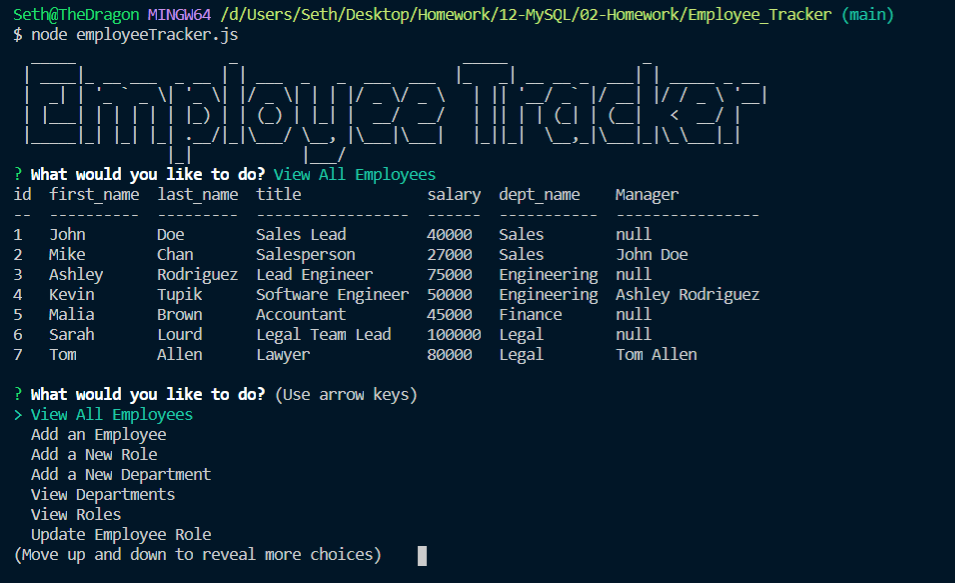 Seth@TheDragon MINGW64 /d/Users/Seth/Desktop/Homework/12-MySQL/02-Homework/Employee_Tracker (main)
$ node employeeTracker.js
Employee Tracker
? What would you like to do? View All Employees
id  first_name  last_name  title              salary  dept_name    Manager
--  ----------  ---------  -----------------  ------  -----------  ----------------
1   John        Doe        Sales Lead         40000   Sales        null
2   Mike        Chan       Salesperson        27000   Sales        John Doe
3   Ashley      Rodriguez  Lead Engineer      75000   Engineering  null
4   Kevin       Tupik      Software Engineer  50000   Engineering  Ashley Rodriguez
5   Malia       Brown      Accountant         45000   Finance      null
6   Sarah       Lourd      Legal Team Lead    100000  Legal        null
7   Tom         Allen      Lawyer             80000   Legal        Tom Allen
? What would you like to do? (Use arrow keys)
> View All Employees
  Add an Employee
  Add a New Role
  Add a New Department
  View Departments
  View Roles
  Update Employee Role
(Move up and down to reveal more choices)